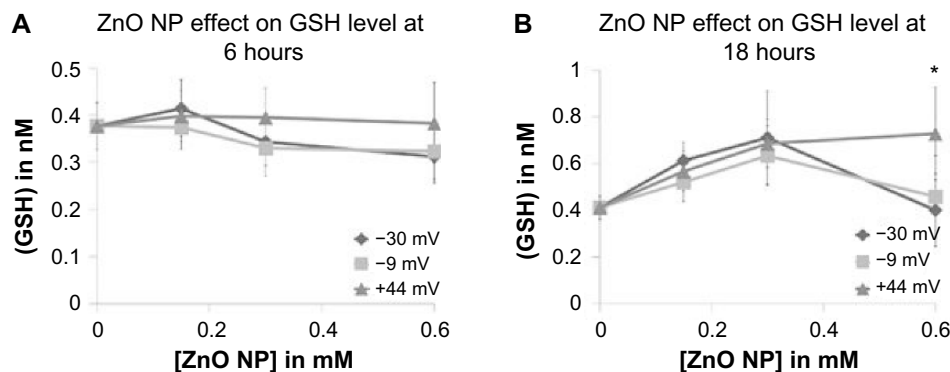 A
ZnO NP effect on GSH level at
6 hours
(GSH) in nM
0.5
0.4
0.3
0.2
0.1
0
−30 mV
−9 mV
+44 mV
0
0.2
0.4
0.6
[ZnO NP] in mM
B
ZnO NP effect on GSH level at
18 hours
*
(GSH) in nM
1
0.8
0.6
0.4
0.2
0
−30 mV
−9 mV
+44 mV
0
0.2
0.4
0.6
[ZnO NP] in mM